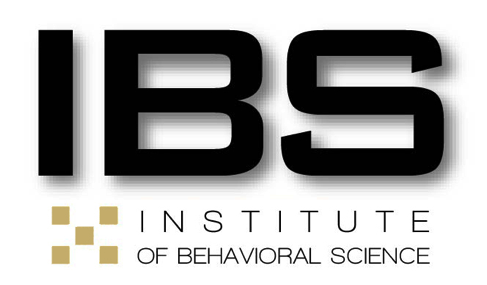 IBS
INSTITUTE
OF BEHAVIORAL SCIENCE